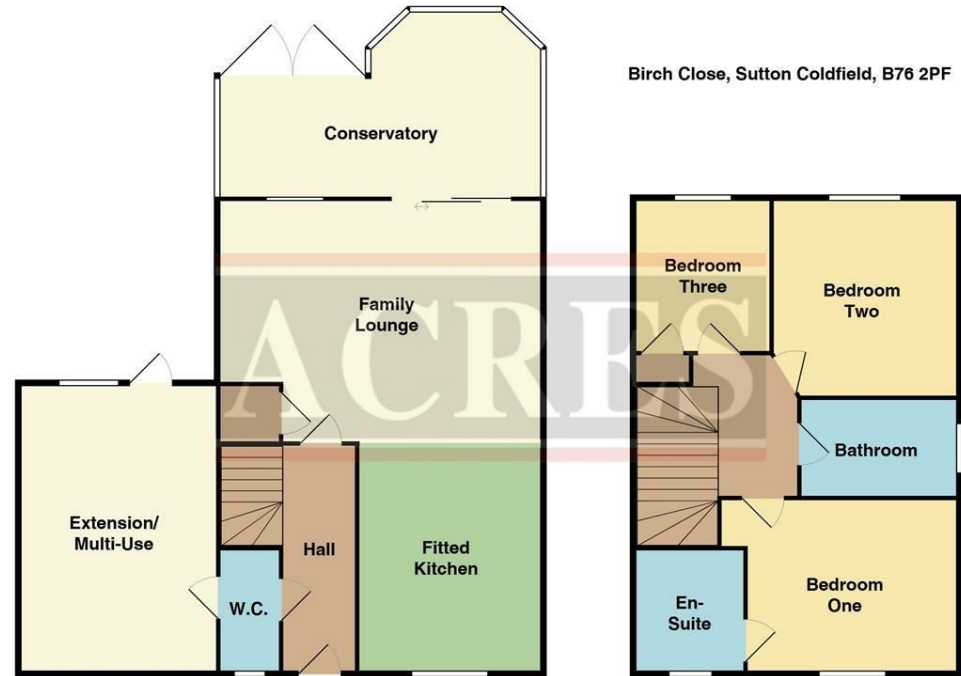 Birch Close, Sutton Coldfield, B76 2PF
Conservatory
Family
Lounge
ACRES
Extension/
Multi-Use
Hall
Fitted
Kitchen
W.C.
Bedroom
Three
Bedroom
Two
Bathroom
Bedroom
One
En-
Suite